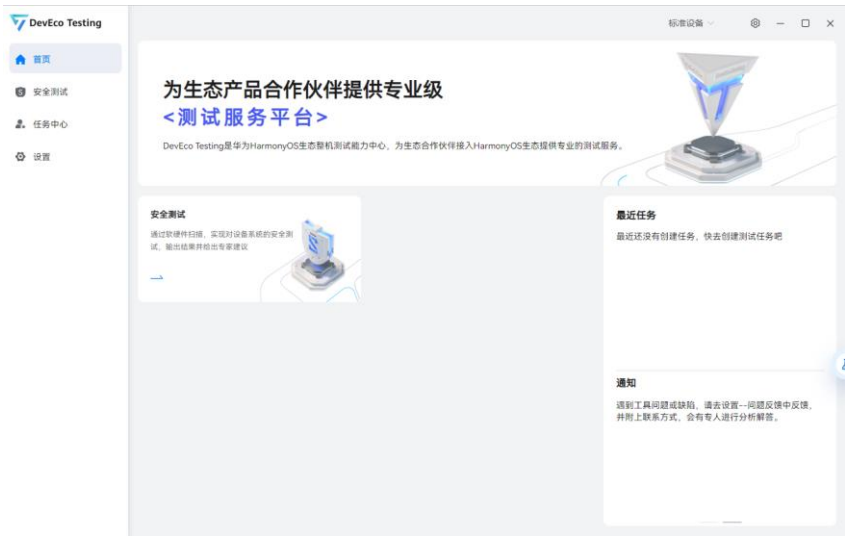 DevEco Testing
标准设备
首页
安全测试
任务中心
设置
为生态产品合作伙伴提供专业级
<测试服务平台>
DevEco Testing是华为HarmonyOS生态整机测试能力中心，为生态合作伙伴接入HarmonyOS生态提供专业的测试服务。
安全测试
通过软硬件扫描，实现对设备系统的安全测
试，输出结果并给出专家建议
最近任务
最近还没有创建任务，快去创建测试任务吧
通知
遇到工具问题或缺陷，请去设置--问题反馈中反馈，
并附上联系方式，会有专人进行分析解答。